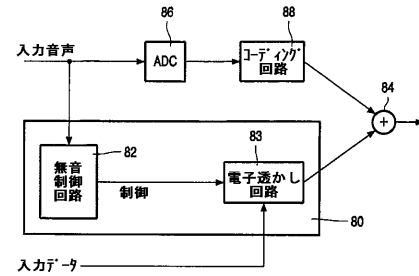 86
88
入力音声
ADC
コーディング
回路
84
+
82
無音
制御
回路
制御
83
電子透かし
回路
80
入力データ